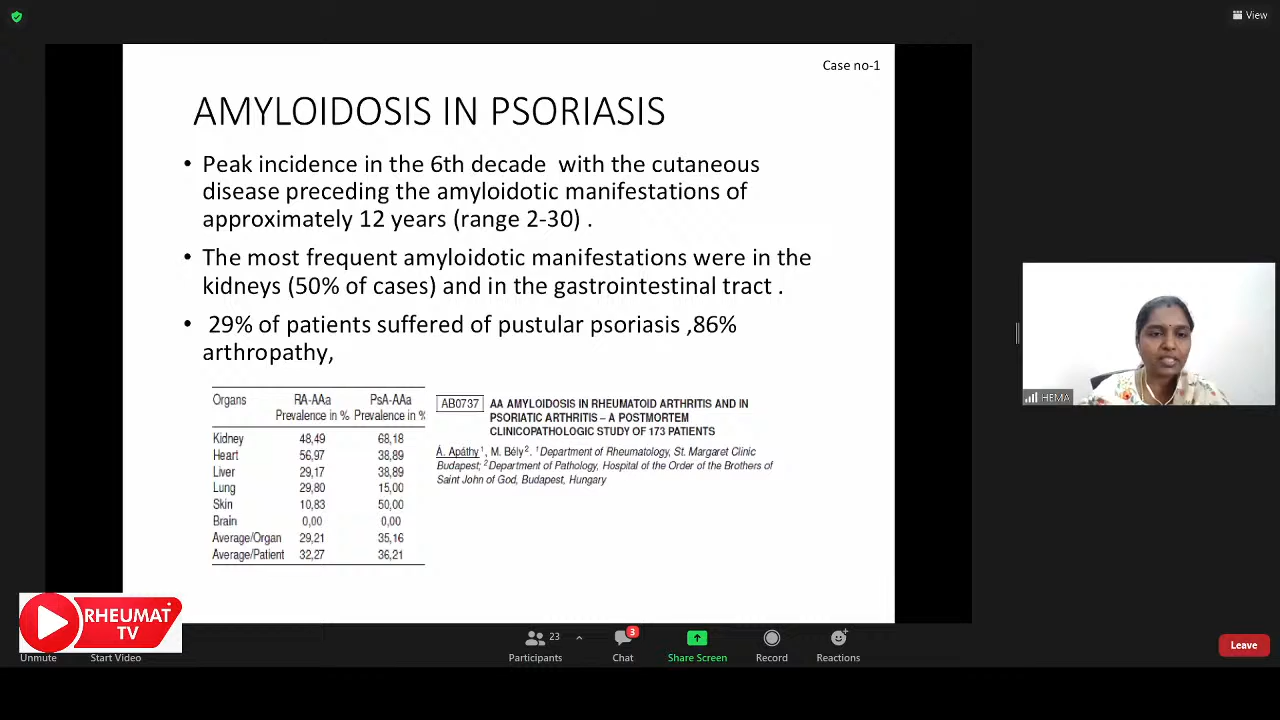 View
Case no-1
AMYLOIDOSIS IN PSORIASIS
• Peak incidence in the 6th decade with the cutaneous
disease preceding the amyloidotic manifestations of
approximately 12 years (range 2-30) .
• The most frequent amyloidotic manifestations were in the
kidneys (50% of cases) and in the gastrointestinal tract .
• 29% of patients suffered of pustular psoriasis ,86%
arthropathy,
Organs RA-AAa PsA-AAa
Prevalence in % Prevalence in %
Kidney 48,49 68,18
Heart 56,97 38,89
Liver 29,17 38,89
Lung 29,80 15,00
Skin 10,83 50,00
Brain 0,00 0,00
Average/Organ 29,21 35,16
Average/Patient 32,27 36,21
AB0737 AA AMYLOIDOSIS IN RHEUMATOID ARTHRITIS AND IN
PSORIATIC ARTHRITIS – A POSTMORTEM
CLINICOPATHOLOGIC STUDY OF 173 PATIENTS
Á. Apáthy1, M. Bély2. 1Department of Rheumatology, St. Margaret Clinic
Budapest; 2Department of Pathology, Hospital of the Order of the Brothers of
Saint John of God, Budapest, Hungary
HEMA
RHEUMAT
TV
Unmute
Start Video
23
Participants
3
Chat
Share Screen
Record
Reactions
Leave